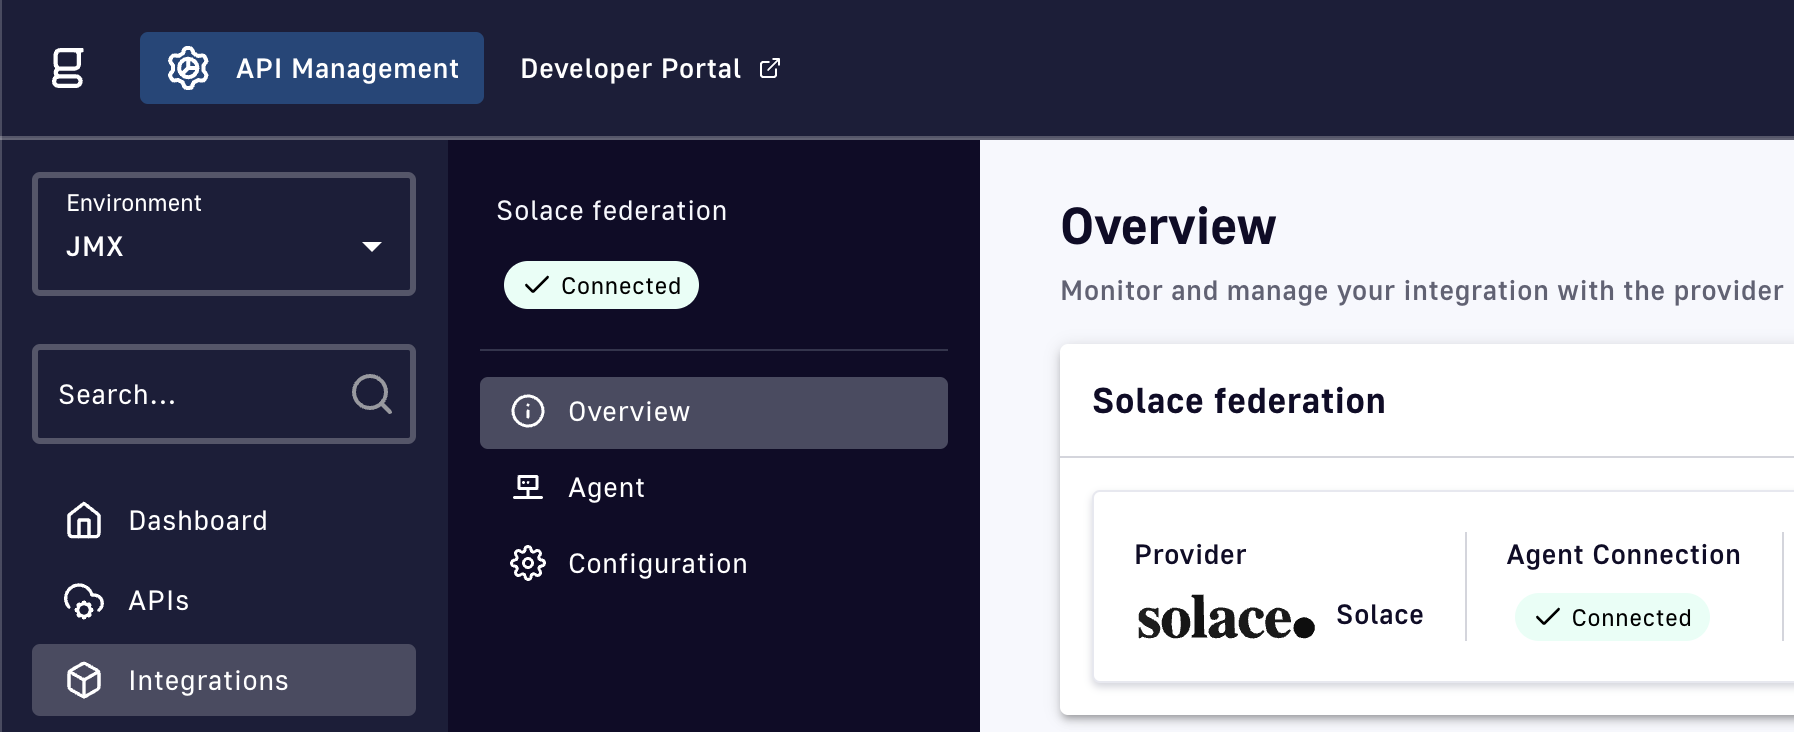 g
API Management
Developer Portal
Environment
JMX
Search...
Dashboard
APIs
Integrations
Solace federation
Connected
Overview
Agent
Configuration
Overview
Monitor and manage your integration with the provider
Solace federation
Provider
solace. Solace
Agent Connection
Connected